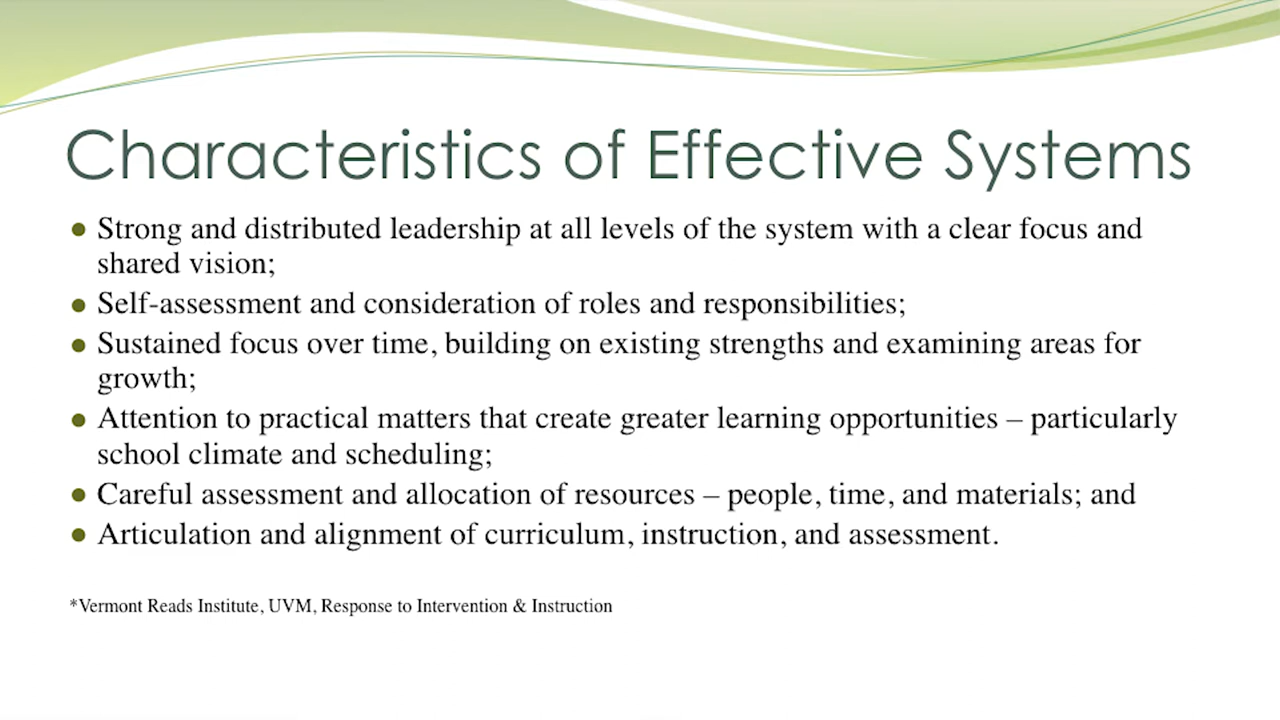 Characteristics of Effective Systems
● Strong and distributed leadership at all levels of the system with a clear focus and
shared vision;
● Self-assessment and consideration of roles and responsibilities;
● Sustained focus over time, building on existing strengths and examining areas for
growth;
● Attention to practical matters that create greater learning opportunities – particularly
school climate and scheduling;
● Careful assessment and allocation of resources – people, time, and materials; and
● Articulation and alignment of curriculum, instruction, and assessment.
*Vermont Reads Institute, UVM, Response to Intervention & Instruction